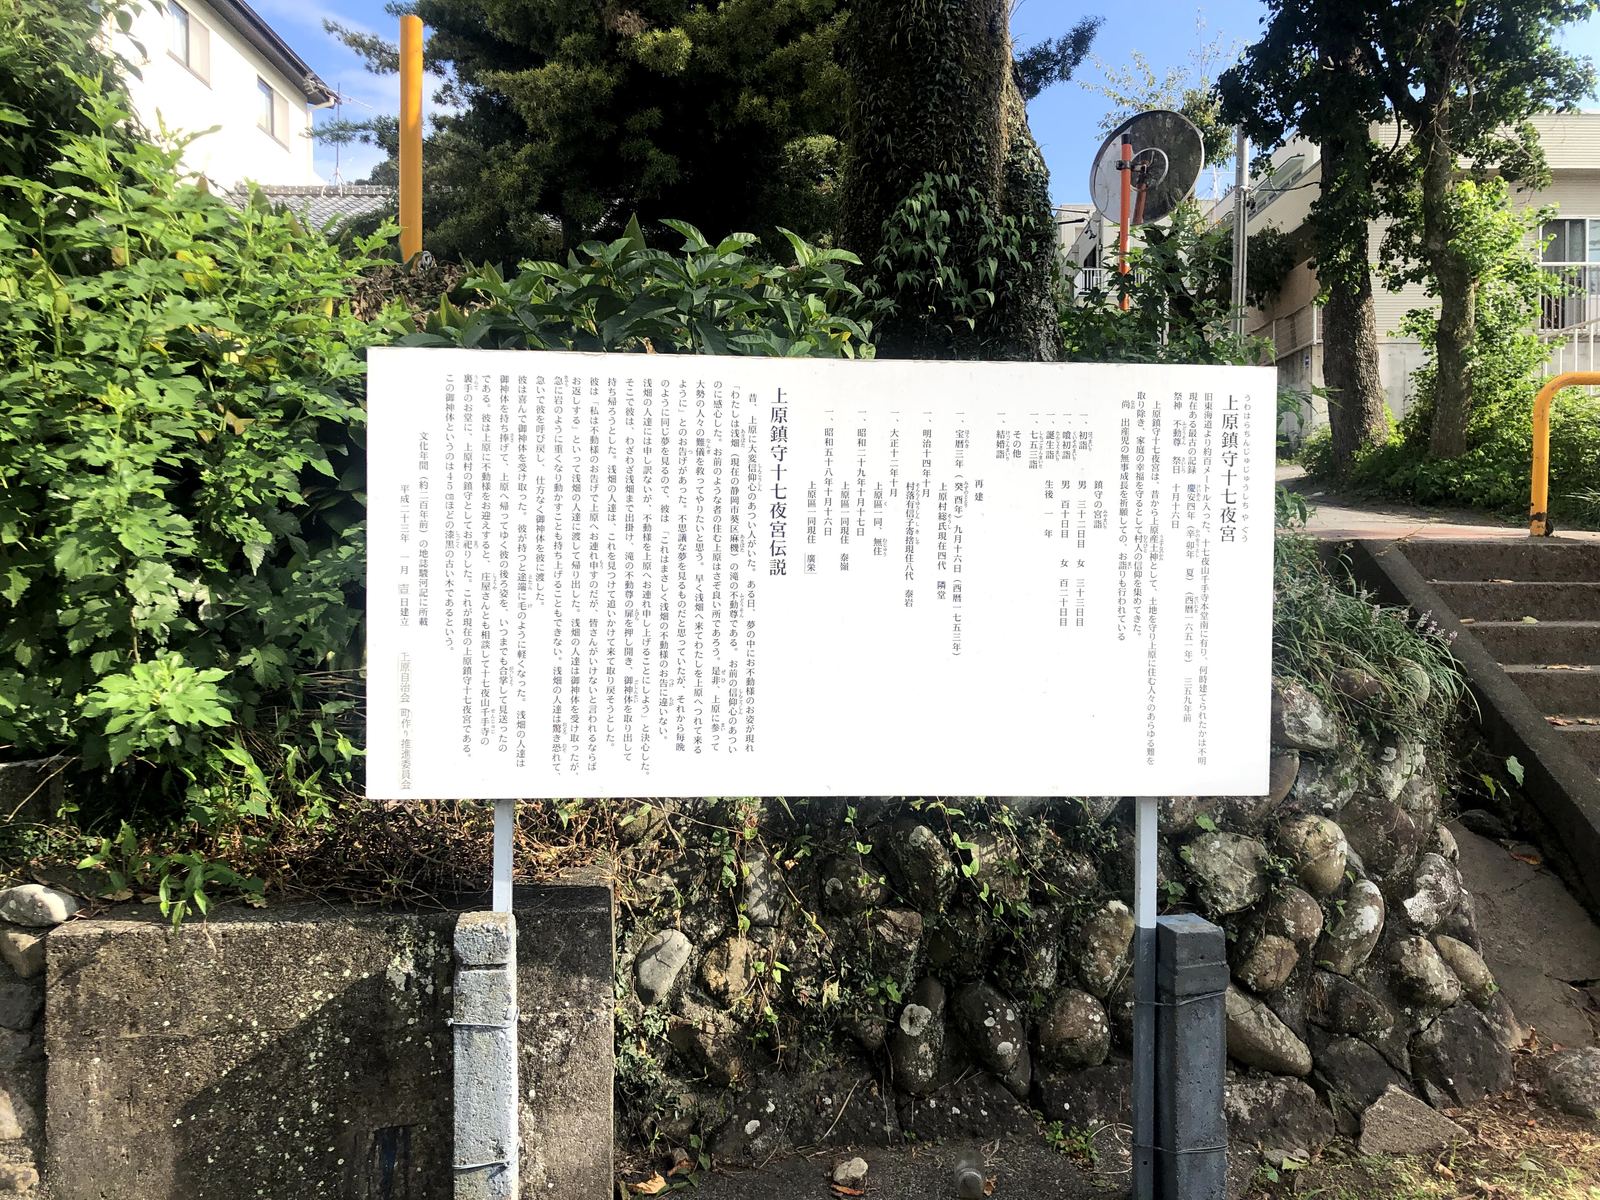 うわはらちんじゅじゅうしちやぐう
上原鎮守十七夜宮
旧東海道より約百メートル入った、十七夜山千手寺本堂南に有り、何時建てられたかは不明
現在ある最古の記録 慶安四年（辛卯年 夏）（西暦一六五一年） 三五九年前
祭神 不動尊 祭日 十月十六日
上原鎮守十七夜宮は、昔から上原産土神として、土地を守り上原に住む人々のあらゆる難を
取り除き、家庭の幸福を守るとして村人の信仰を集めてきた。
尚 出産児の無事成長を祈願しての、お詣りも行われている
鎮守の宮詣
一、初詣 男 三十二日目 女 三十三日目
一、喰初詣 男 百十日目 女 百二十日目
一、誕生詣 生後 一 年
一、七五三詣
その他
一、結婚詣
再 建
一、宝暦三年（癸酉年）九月十六日（西暦一七五三年）
上原村総氏現在四代 隣堂
一、明治十四年十月
村落有信子寄捨現住八代 泰岩
一、大正十二年十月
上原區一同、無住
一、昭和二十九年十月十七日
上原區一同現住 泰嶺
一、昭和五十八年十月十六日
上原區一同現住 廣栄
上原鎮守十七夜宮伝説
昔、上原に大変信仰心のあつい人がいた。ある日、夢の中にお不動様のお姿が現れ
「わたしは浅畑（現在の静岡市葵区麻機）の滝の不動尊である。お前の信仰心のあつい
のに感心した。お前のような者の住む上原はさぞ良い所であろう。是非、上原に参って
大勢の人々の難儀を救ってやりたいと思う。早く浅畑へ来てわたしを上原へつれて来る
ように」とのお告げがあった。不思議な夢を見るものだと思っていたが、それから毎晩
のように同じ夢を見るので、彼は「これはまさしく浅畑の不動様のお告に違いない。
浅畑の人達には申し訳ないが、不動様を上原へお連れ申し上げることにしよう」と決心した。
そこで彼は、わざわざ浅畑まで出掛け、滝の不動尊の扉を押し開き、御神体を取り出して
持ち帰ろうとした。浅畑の人達は、これを見つけて追いかけて来て取り戻そうとした。
彼は「私は不動様のお告げで上原へお連れ申すのだが、皆さんがいけないと言われるならば
お返しする」といって浅畑の人達に渡して帰り出した。浅畑の人達は御神体を受け取ったが、
急に岩のように重くなり動かすことも持ち上げることもできない。浅畑の人達は驚き恐れて、
急いで彼を呼び戻し、仕方なく御神体を彼に渡した。
彼は喜んで御神体を受け取った。彼が持つと途端に毛のように軽くなった。浅畑の人達は
御神体を持ち捧げて、上原へ帰ってゆく彼の後ろ姿を、いつまでも合掌して見送ったの
である。彼は上原に不動様をお迎えすると、庄屋さんとも相談して十七夜山千手寺の
裏手のお堂に、上原村の鎮守としてお祀りした。これが現在の上原鎮守十七夜宮である。
この御神体というのは45㎝ほどの漆黒の古い木であるという。
文化年間（約二百年前）の地誌駿河記に所載
平成二十三年 一月 吉日建立 上原自治会 町作り推進委員会